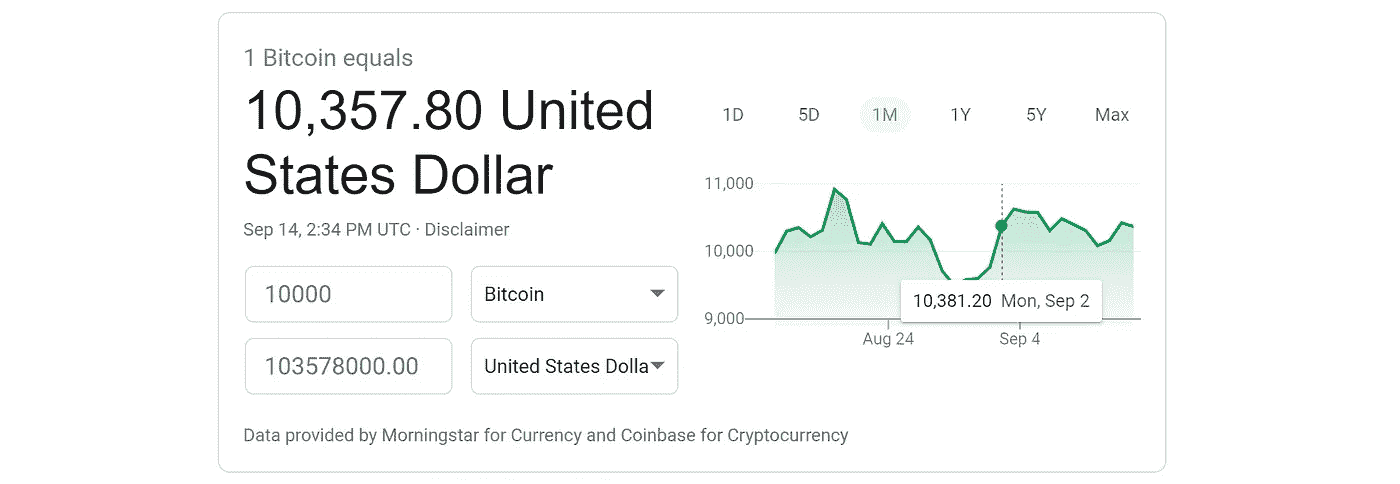 1 Bitcoin equals
10,357.80 United
States Dollar
Sep 14, 2:34 PM UTC · Disclaimer
10000
Bitcoin
103578000.00
United States Dolla
1D 5D 1M 1Y 5Y Max
11,000
10,000
9,000
10,381.20 Mon, Sep 2
Aug 24 Sep 4
Data provided by Morningstar for Currency and Coinbase for Cryptocurrency